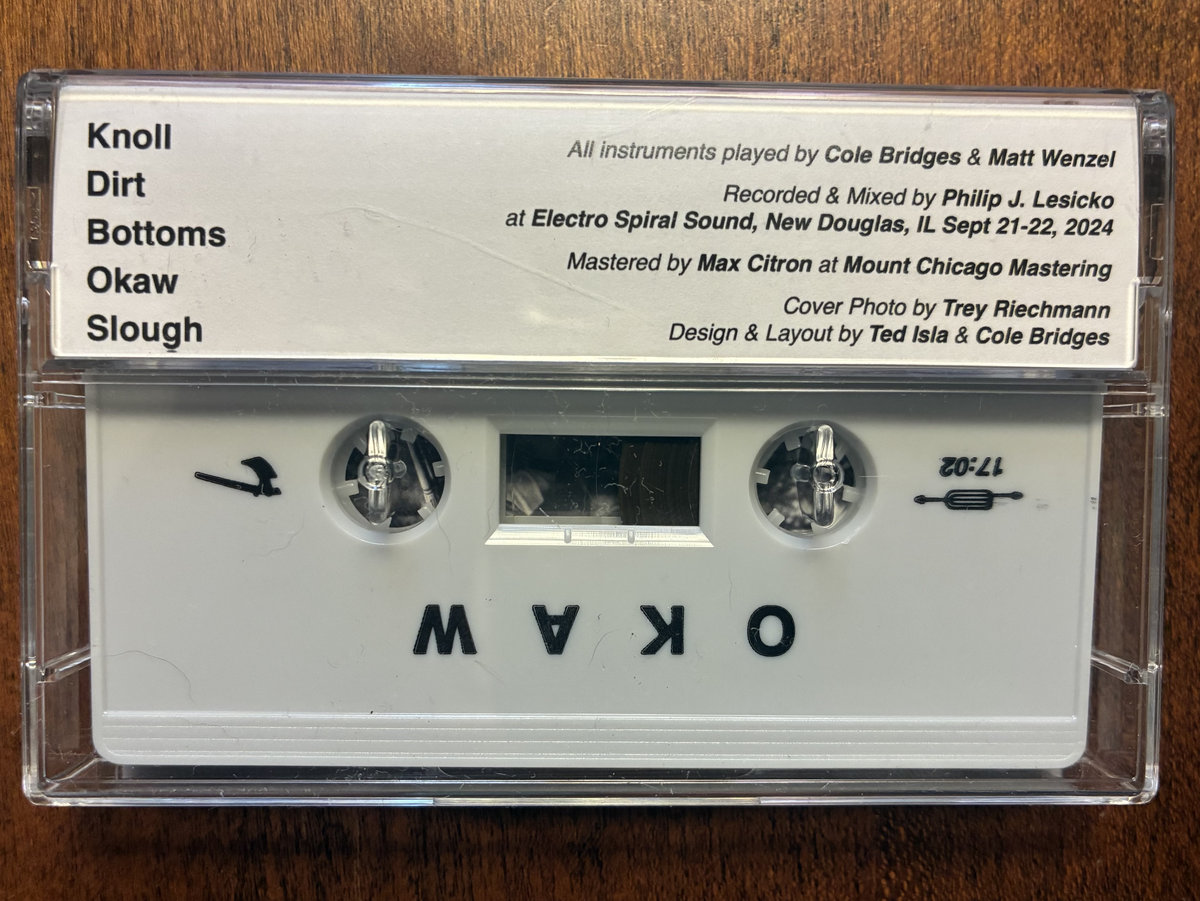 Knoll
Dirt
Bottoms
Okaw
Slough
All instruments played by Cole Bridges & Matt Wenzel
Recorded & Mixed by Philip J. Lesicko
at Electro Spiral Sound, New Douglas, IL Sept 21-22, 2024
Mastered by Max Citron at Mount Chicago Mastering
Cover Photo by Trey Riechmann
Design & Layout by Ted Isla & Cole Bridges
17:02
OKAW